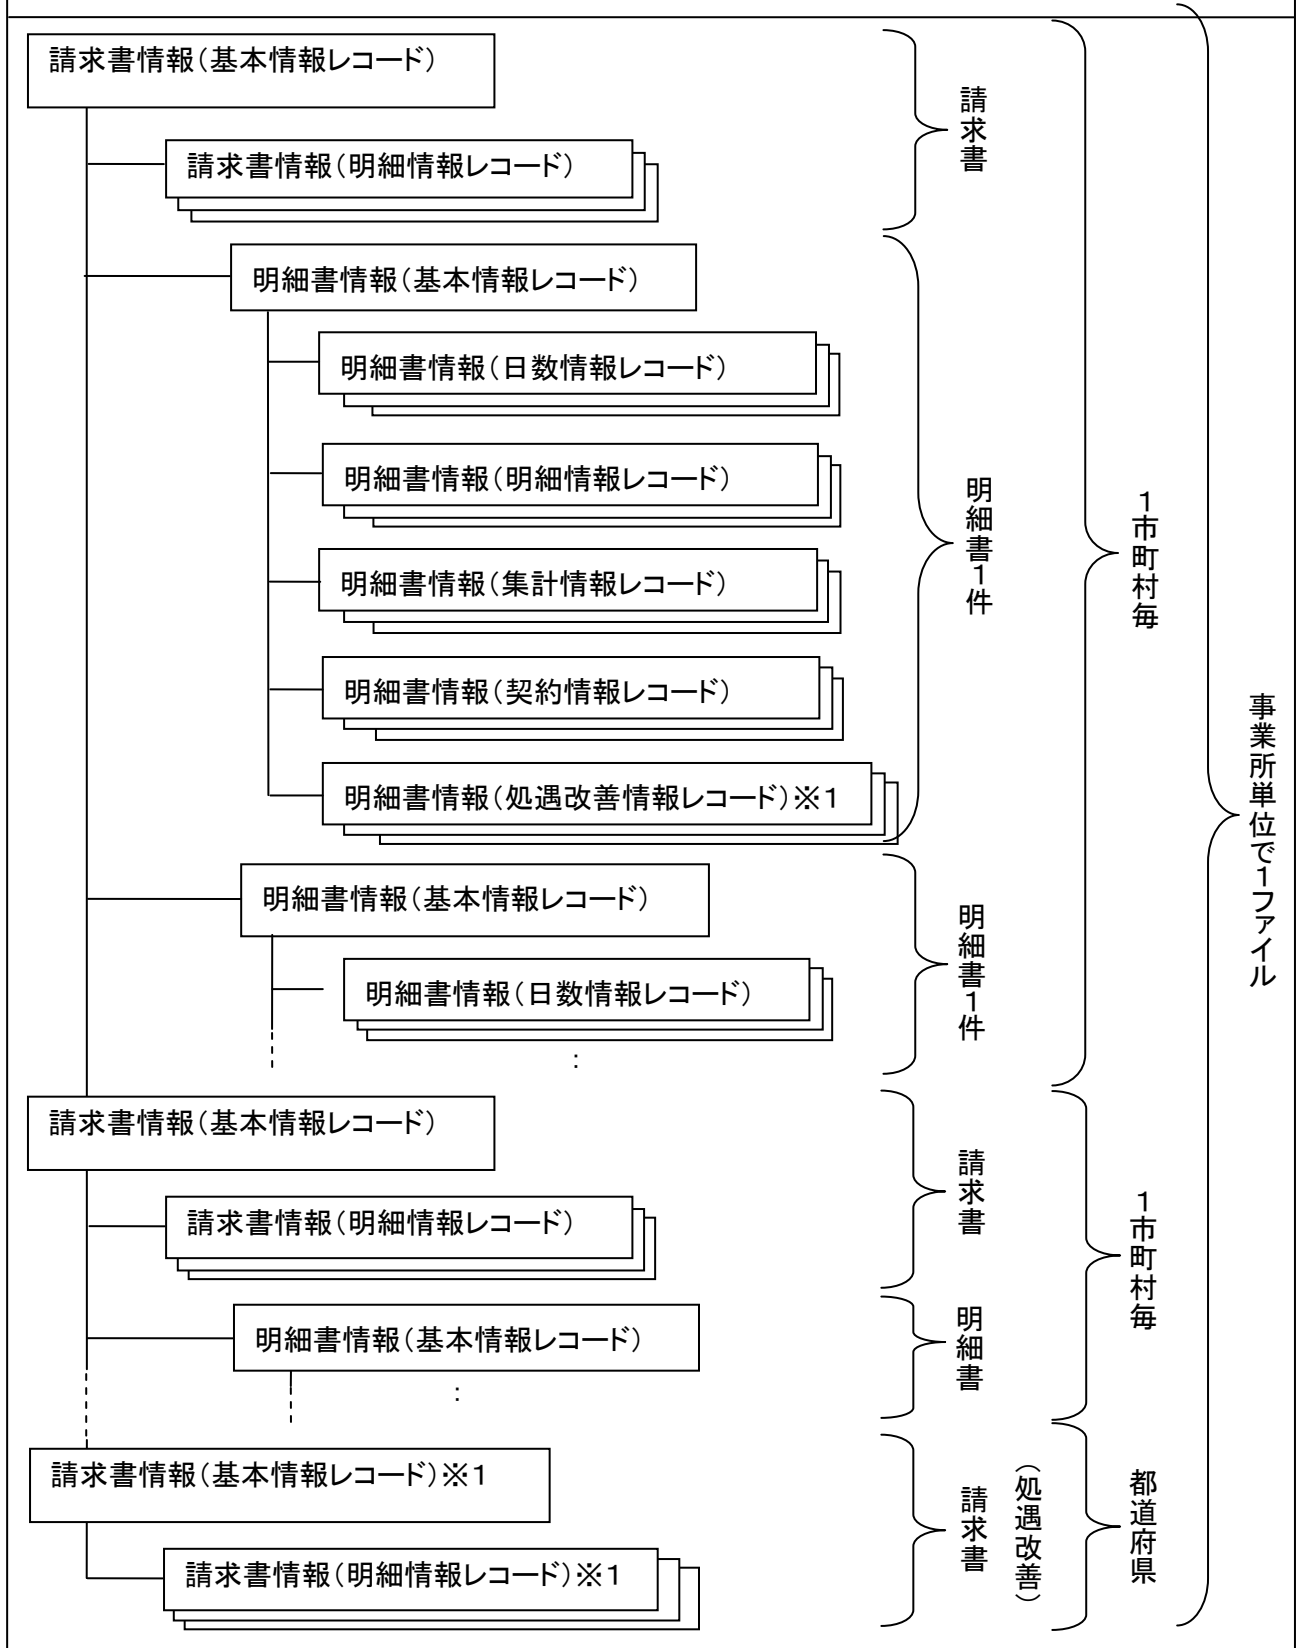 請求書情報（基本情報レコード）
請求書情報（明細情報レコード）
請求書
明細書情報（基本情報レコード）
明細書情報（日数情報レコード）
明細書情報（明細情報レコード）
明細書情報（集計情報レコード）
明細書情報（契約情報レコード）
明細書情報（処遇改善情報レコード）※1
明細書1件
明細書情報（基本情報レコード）
明細書情報（日数情報レコード）
：
明細書1件
1市町村毎
請求書情報（基本情報レコード）
請求書情報（明細情報レコード）
請求書
明細書情報（基本情報レコード）
：
明細書
1市町村毎
請求書情報（基本情報レコード）※1
請求書情報（明細情報レコード）※1
請求書
（処遇改善）
都道府県
事業所単位で1ファイル